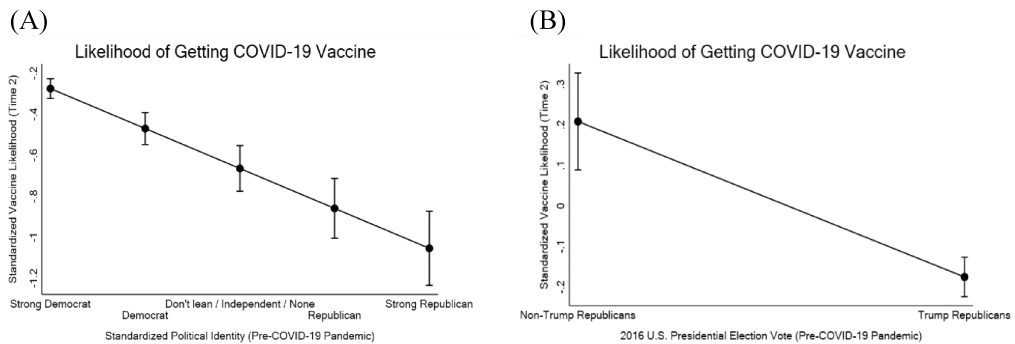 (A)
Likelihood of Getting COVID-19 Vaccine
Standardized Vaccine Likelihood (Time 2)
-.2
-.4
-.6
-.8
-1
-1.2
Strong Democrat
Democrat
Don't lean / Independent / None
Republican
Strong Republican
Standardized Political Identity (Pre-COVID-19 Pandemic)
(B)
Likelihood of Getting COVID-19 Vaccine
Standardized Vaccine Likelihood (Time 2)
.3
.2
.1
0
-.1
-.2
Non-Trump Republicans
Trump Republicans
2016 U.S. Presidential Election Vote (Pre-COVID-19 Pandemic)